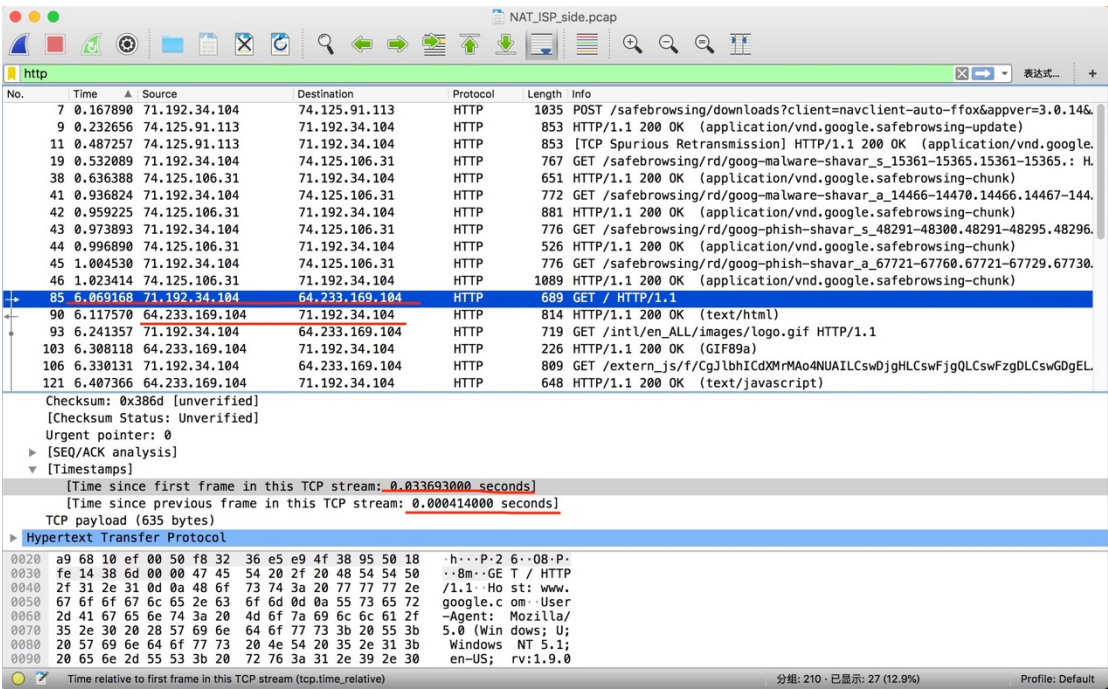 NAT_ISP_side.pcap
http 表达式... +
No. Time Source Destination Protocol Length Info
7 0.167890 71.192.34.104 74.125.91.113 HTTP 1035 POST /safebrowsing/downloads?client=navclient-auto-ffox&appver=3.0.14&
9 0.232656 74.125.91.113 71.192.34.104 HTTP 853 HTTP/1.1 200 OK (application/vnd.google.safebrowsing-update)
11 0.487257 74.125.91.113 71.192.34.104 HTTP 853 [TCP Spurious Retransmission] HTTP/1.1 200 OK (application/vnd.google.
19 0.532089 71.192.34.104 74.125.106.31 HTTP 767 GET /safebrowsing/rd/goog-malware-shavar_s_15361-15365.15361-15365.: H
38 0.636388 74.125.106.31 71.192.34.104 HTTP 651 HTTP/1.1 200 OK (application/vnd.google.safebrowsing-chunk)
41 0.936824 71.192.34.104 74.125.106.31 HTTP 772 GET /safebrowsing/rd/goog-malware-shavar_a_14466-14470.14466.14467-144
42 0.959225 74.125.106.31 71.192.34.104 HTTP 881 HTTP/1.1 200 OK (application/vnd.google.safebrowsing-chunk)
43 0.973893 71.192.34.104 74.125.106.31 HTTP 776 GET /safebrowsing/rd/goog-phish-shavar_s_48291-48300.48291-48295.48296
44 0.996890 74.125.106.31 71.192.34.104 HTTP 526 HTTP/1.1 200 OK (application/vnd.google.safebrowsing-chunk)
45 1.004530 71.192.34.104 74.125.106.31 HTTP 776 GET /safebrowsing/rd/goog-phish-shavar_a_67721-67760.67721-67729.67730
46 1.023414 74.125.106.31 71.192.34.104 HTTP 1089 HTTP/1.1 200 OK (application/vnd.google.safebrowsing-chunk)
85 6.069168 71.192.34.104 64.233.169.104 HTTP 689 GET / HTTP/1.1
90 6.117570 64.233.169.104 71.192.34.104 HTTP 814 HTTP/1.1 200 OK (text/html)
93 6.241357 71.192.34.104 64.233.169.104 HTTP 719 GET /intl/en_ALL/images/logo.gif HTTP/1.1
103 6.308118 64.233.169.104 71.192.34.104 HTTP 226 HTTP/1.1 200 OK (GIF89a)
106 6.330131 71.192.34.104 64.233.169.104 HTTP 809 GET /extern_js/f/CgJlbhICdXMrMAo4NUAILCswDjgHLCswFjgQLCswFzgDLCswGDgEL
121 6.407366 64.233.169.104 71.192.34.104 HTTP 648 HTTP/1.1 200 OK (text/javascript)
Checksum: 0x386d [unverified]
[Checksum Status: Unverified]
Urgent pointer: 0
[SEQ/ACK analysis]
[Timestamps]
[Time since first frame in this TCP stream: 0.033693000 seconds]
[Time since previous frame in this TCP stream: 0.000414000 seconds]
TCP payload (635 bytes)
Hypertext Transfer Protocol
0020 a9 68 10 ef 00 50 f8 32 36 e5 e9 4f 38 95 50 18 ·h···P·2 6··O8·P·
0030 fe 14 38 6d 00 00 47 45 54 20 2f 20 48 54 54 50 ··8m··GE T / HTTP
0040 2f 31 2e 31 0d 0a 48 6f 73 74 3a 20 77 77 77 2e /1.1··Ho st: www.
0050 67 6f 6f 67 6c 65 2e 63 6f 6d 0d 0a 55 73 65 72 google.c om··User
0060 2d 41 67 65 6e 74 3a 20 4d 6f 7a 69 6c 6c 61 2f -Agent: Mozilla/
0070 35 2e 30 20 28 57 69 6e 64 6f 77 73 3b 20 55 3b 5.0 (Win dows; U;
0080 20 57 69 6e 64 6f 77 73 20 4e 54 20 35 2e 31 3b Windows NT 5.1;
0090 20 65 6e 2d 55 53 3b 20 72 76 3a 31 2e 39 2e 30 en-US; rv:1.9.0
Time relative to first frame in this TCP stream (tcp.time_relative) 分组: 210 · 已显示: 27 (12.9%) Profile: Default